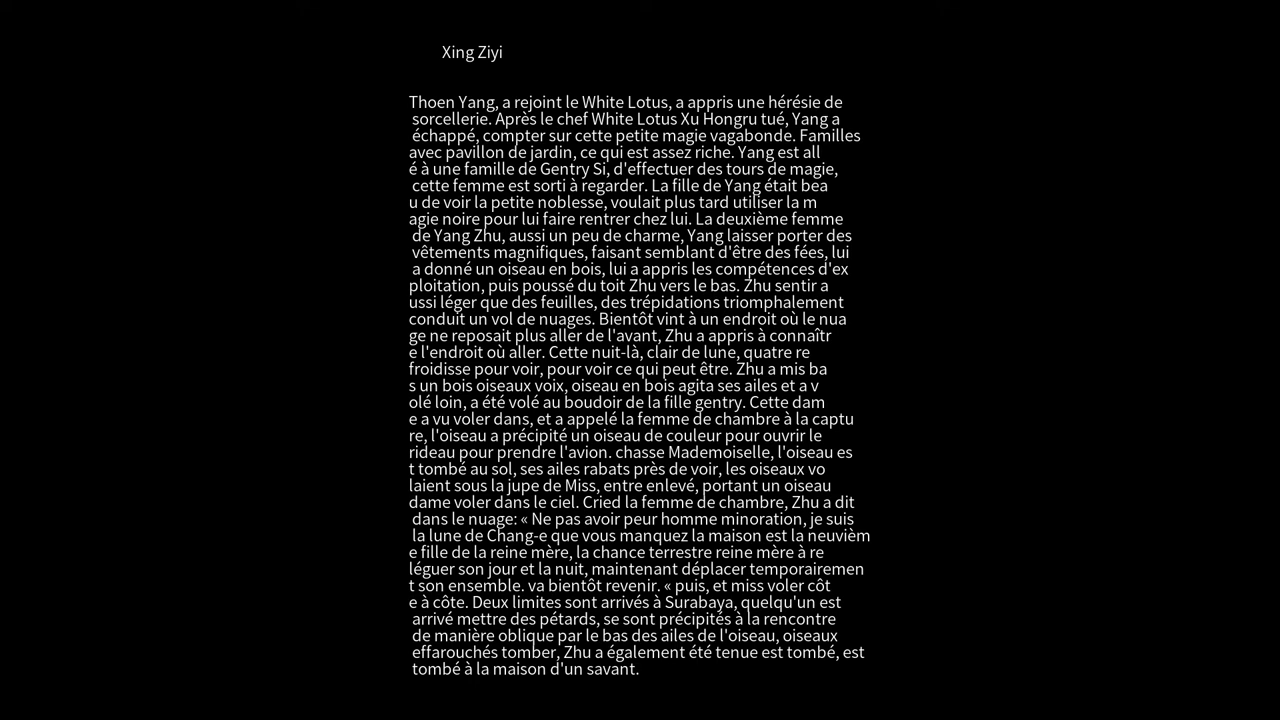 Xing Ziyi
Thoen Yang, a rejoint le White Lotus, a appris une hérésie de
sorcellerie. Après le chef White Lotus Xu Hongru tué, Yang a
échappé, compter sur cette petite magie vagabonde. Familles
avec pavillon de jardin, ce qui est assez riche. Yang est all
é à une famille de Gentry Si, d'effectuer des tours de magie,
cette femme est sorti à regarder. La fille de Yang était bea
u de voir la petite noblesse, voulait plus tard utiliser la m
agie noire pour lui faire rentrer chez lui. La deuxième femme
de Yang Zhu, aussi un peu de charme, Yang laisser porter des
vêtements magnifiques, faisant semblant d'être des fées, lui
a donné un oiseau en bois, lui a appris les compétences d'ex
ploitation, puis poussé du toit Zhu vers le bas. Zhu sentir a
ussi léger que des feuilles, des trépidations triomphalement
conduit un vol de nuages. Bientôt vint à un endroit où le nua
ge ne reposait plus aller de l'avant, Zhu a appris à connaîtr
e l'endroit où aller. Cette nuit-là, clair de lune, quatre re
froidisse pour voir, pour voir ce qui peut être. Zhu a mis ba
s un bois oiseaux voix, oiseau en bois agita ses ailes et a v
olé loin, a été volé au boudoir de la fille gentry. Cette dam
e a vu voler dans, et a appelé la femme de chambre à la captu
re, l'oiseau a précipité un oiseau de couleur pour ouvrir le
rideau pour prendre l'avion. chasse Mademoiselle, l'oiseau es
t tombé au sol, ses ailes rabats près de voir, les oiseaux vo
laient sous la jupe de Miss, entre enlevé, portant un oiseau
dame voler dans le ciel. Cried la femme de chambre, Zhu a dit
dans le nuage: « Ne pas avoir peur homme minoration, je suis
la lune de Chang-e que vous manquez la maison est la neuvièm
e fille de la reine mère, la chance terrestre reine mère à re
léguer son jour et la nuit, maintenant déplacer temporairemen
t son ensemble. va bientôt revenir. « puis, et miss voler côt
e à côte. Deux limites sont arrivés à Surabaya, quelqu'un est
arrivé mettre des pétards, se sont précipités à la rencontre
de manière oblique par le bas des ailes de l'oiseau, oiseaux
effarouchés tomber, Zhu a également été tenue est tombé, est
tombé à la maison d'un savant.